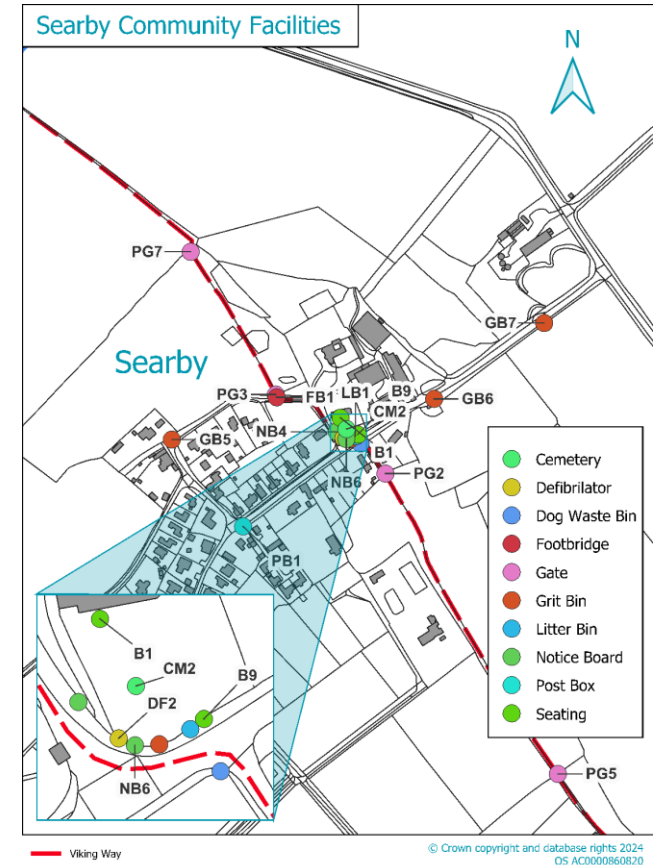 Searby Community Facilities
N
PG7
GB7
Searby
PG3
FB1
LB1
B9
GB6
CM2
NB4
GB5
B1
PG2
NB6
PB1
Cemetery
Defibrilator
Dog Waste Bin
Footbridge
Gate
Grit Bin
Litter Bin
Notice Board
Post Box
Seating
B1
CM2
B9
DF2
NB6
PG5
Viking Way
© Crown copyright and database rights 2024
OS AC0000860820